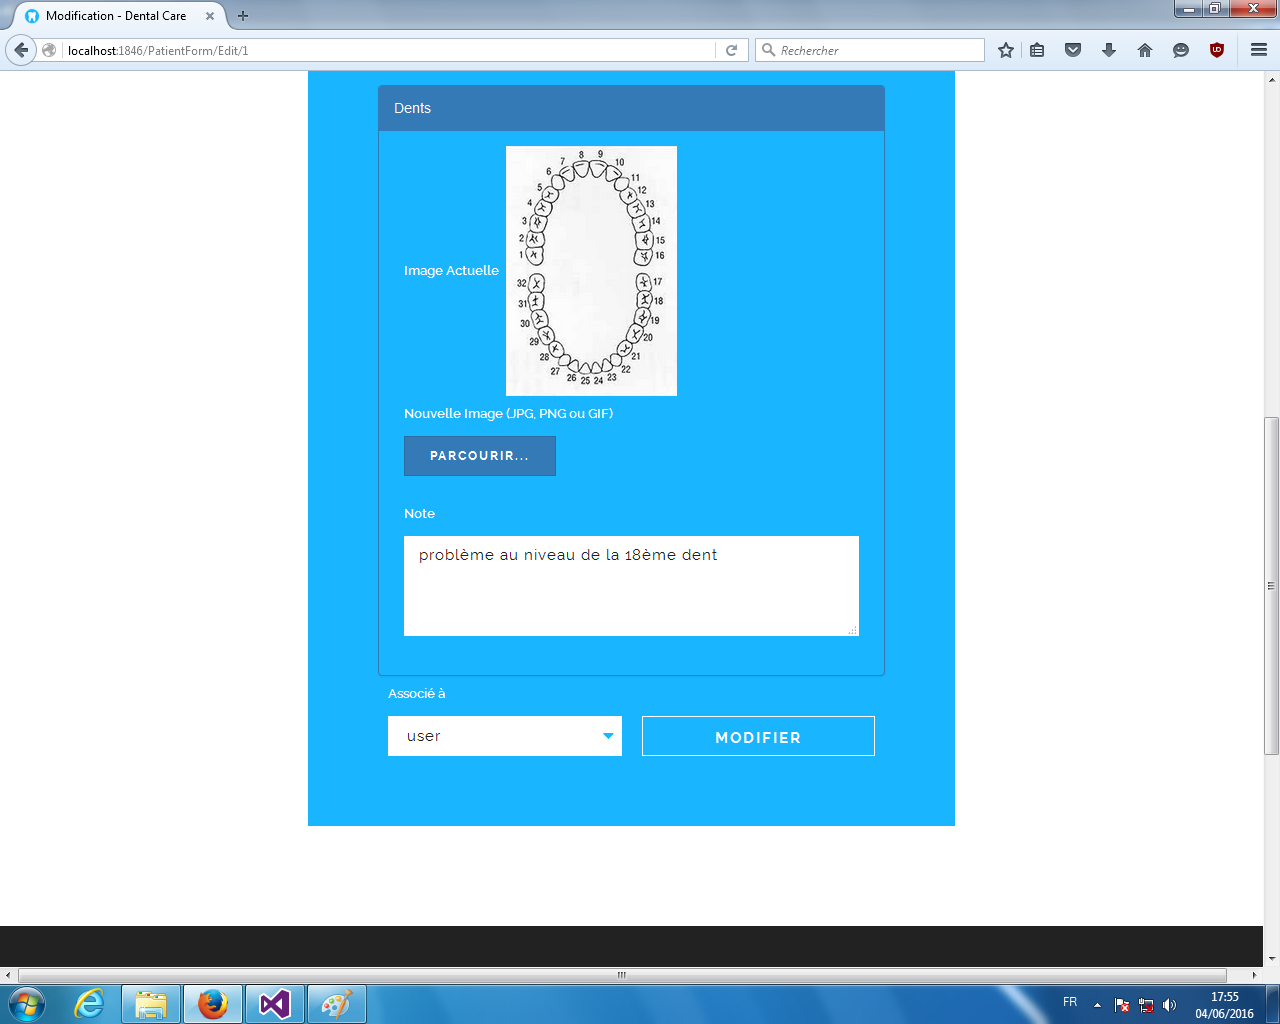 Modification - Dental Care
localhost:1846/PatientForm/Edit/1
Rechercher
Dents
Image Actuelle
8 9
7 10
6 11
5 12
4 13
3 14
2 15
1 16
32 17
31 18
30 19
29 20
28 21
27 22
26 25 24 23
Nouvelle Image (JPG, PNG ou GIF)
PARCOURIR...
Note
problème au niveau de la 18ème dent
Associé à
user
MODIFIER
FR
17:55
04/06/2016